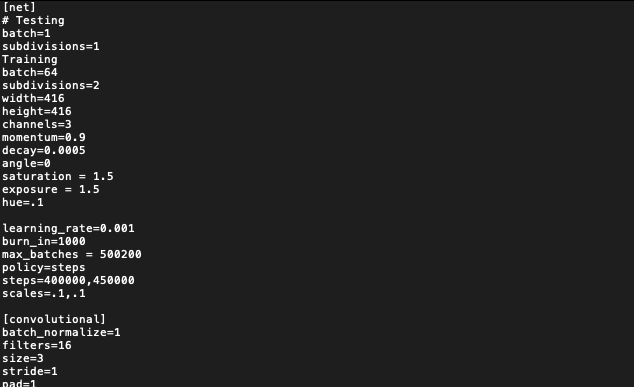 [net]
# Testing
batch=1
subdivisions=1
Training
batch=64
subdivisions=2
width=416
height=416
channels=3
momentum=0.9
decay=0.0005
angle=0
saturation = 1.5
exposure = 1.5
hue=.1

learning_rate=0.001
burn_in=1000
max_batches = 500200
policy=steps
steps=400000,450000
scales=.1,.1

[convolutional]
batch_normalize=1
filters=16
size=3
stride=1
pad=1